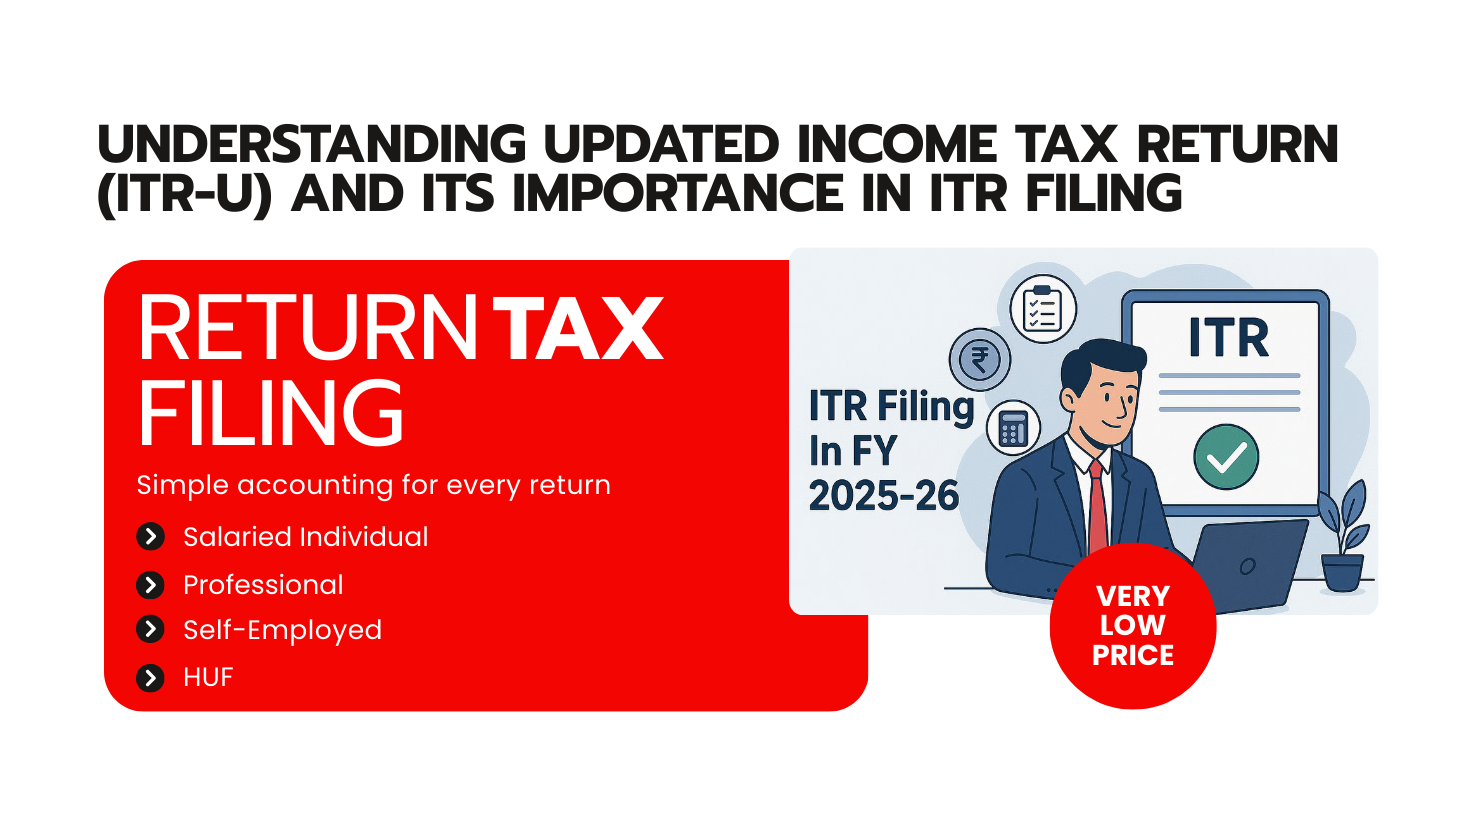 UNDERSTANDING UPDATED INCOME TAX RETURN
(ITR-U) AND ITS IMPORTANCE IN ITR FILING
RETURN TAX
FILING
Simple accounting for every return
Salaried Individual
Professional
Self-Employed
HUF
ITR Filing
In FY
2025-26
₹
ITR
VERY
LOW
PRICE